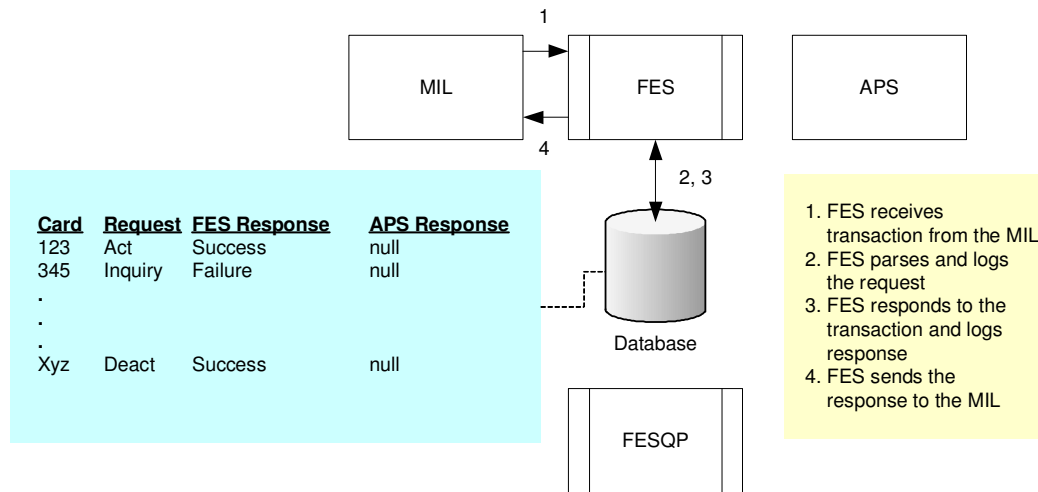 1
MIL
FES
APS
4
2, 3
Card Request FES Response APS Response
123 Act Success null
345 Inquiry Failure null
.
.
.
Xyz Deact Success null
Database
FESQP
1. FES receives
transaction from the MIL
2. FES parses and logs
the request
3. FES responds to the
transaction and logs
response
4. FES sends the
response to the MIL